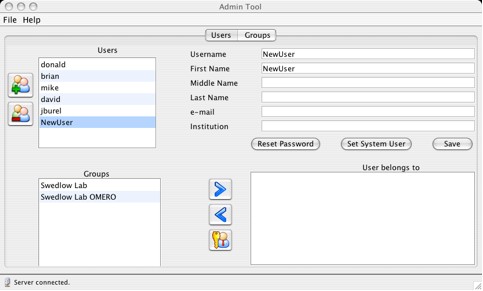 Admin Tool
File Help
Users Groups
Users
donald
brian
mike
david
jburel
NewUser
Username NewUser
First Name NewUser
Middle Name
Last Name
e-mail
Institution
Reset Password Set System User Save
Groups
Swedlow Lab
Swedlow Lab OMERO
User belongs to
Server connected.